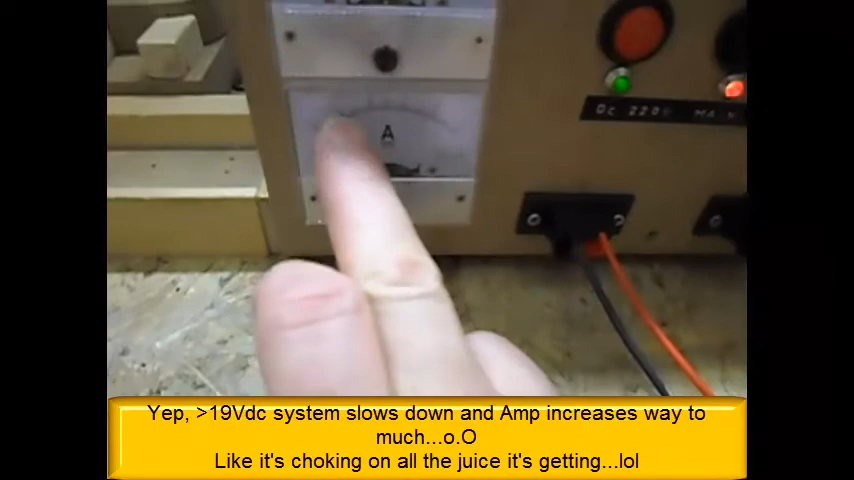 A
DC 220V MA
Yep, >19Vdc system slows down and Amp increases way to
much...o.O
Like it's choking on all the juice it's getting...lol